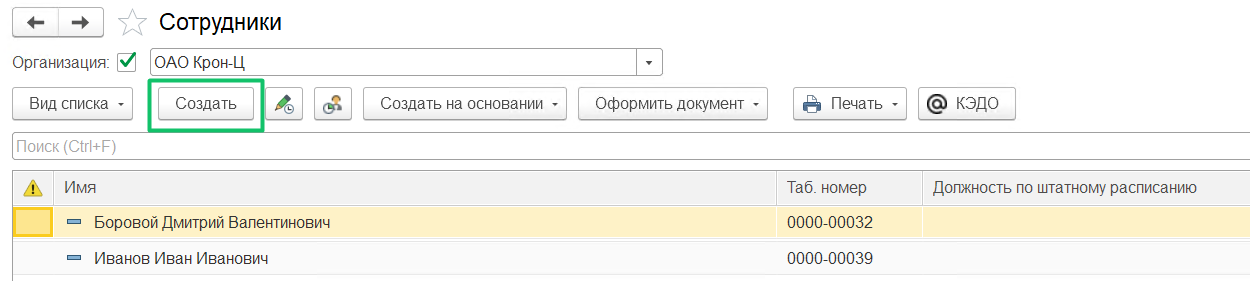 Сотрудники
Организация: ОАО Крон-Ц
Вид списка Создать Создать на основании Оформить документ Печать @ КЭДО
Поиск (Ctrl+F)
Имя Таб. номер Должность по штатному расписанию
Боровой Дмитрий Валентинович 0000-00032
Иванов Иван Иванович 0000-00039